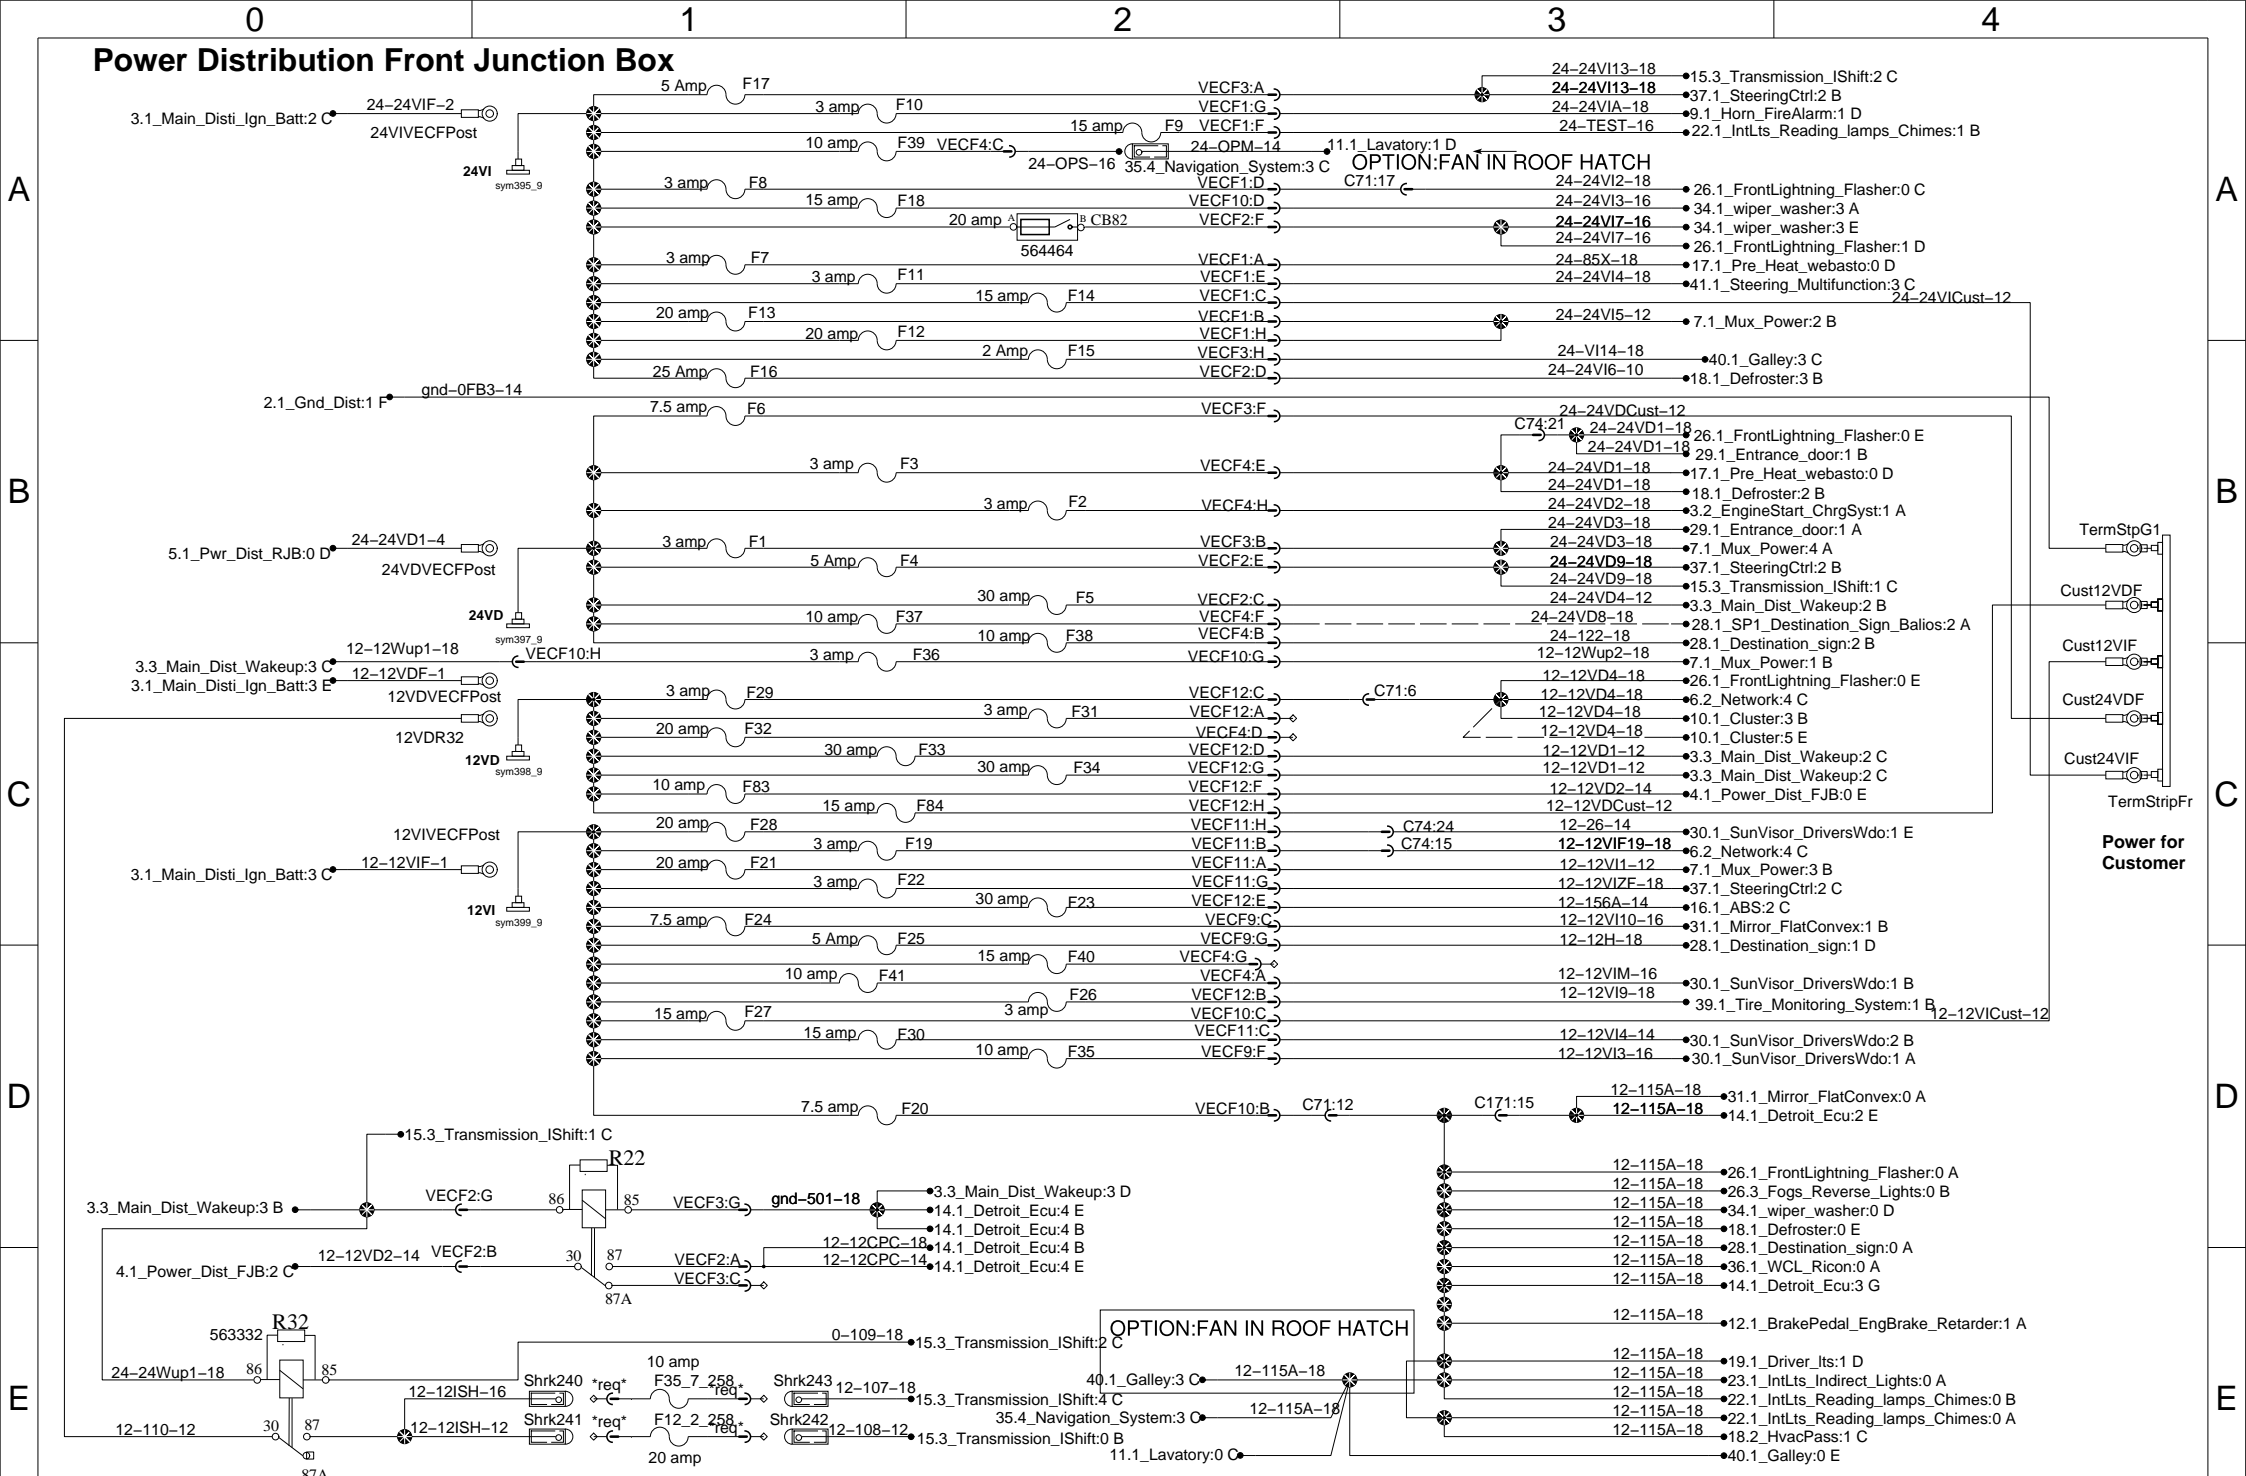 0 1 2 3 4
Power Distribution Front Junction Box
A A
B B
C C
D D
E E
5 Amp F17 VECF3:A 24-24VI13-18 15.3_Transmission_IShift:2 C
24-24VI13-18 37.1_SteeringCtrl:2 B
3.1_Main_Disti_Ign_Batt:2 C 24-24VIF-2 24VIVECFPost
3 amp F10 VECF1:G 24-24VIA-18 9.1_Horn_FireAlarm:1 D
15 amp F9 VECF1:F 24-TEST-16 22.1_IntLts_Reading_lamps_Chimes:1 B
10 amp F39 VECF4:C 24-OPS-16 35.4_Navigation_System:3 C 24-OPM-14 11.1_Lavatory:1 D
OPTION:FAN IN ROOF HATCH
24VI sym395_9
3 amp F8 VECF1:D C71:17 24-24VI2-18 26.1_FrontLightning_Flasher:0 C
15 amp F18 VECF10:D 24-24VI3-16 34.1_wiper_washer:3 A
20 amp A B CB82 564464 VECF2:F 24-24VI7-16 34.1_wiper_washer:3 E
24-24VI7-16 26.1_FrontLightning_Flasher:1 D
3 amp F7 VECF1:A 24-85X-18 17.1_Pre_Heat_webasto:0 D
3 amp F11 VECF1:E 24-24VI4-18 41.1_Steering_Multifunction:3 C
15 amp F14 VECF1:C 24-24VICust-12
20 amp F13 VECF1:B 24-24VI5-12 7.1_Mux_Power:2 B
20 amp F12 VECF1:H
2 Amp F15 VECF3:H 24-VI14-18 40.1_Galley:3 C
25 Amp F16 VECF2:D 24-24VI6-10 18.1_Defroster:3 B
2.1_Gnd_Dist:1 F gnd-0FB3-14
7.5 amp F6 VECF3:F 24-24VDCust-12
C74:21 24-24VD1-18 26.1_FrontLightning_Flasher:0 E
24-24VD1-18 29.1_Entrance_door:1 B
3 amp F3 VECF4:E 24-24VD1-18 17.1_Pre_Heat_webasto:0 D
24-24VD1-18 18.1_Defroster:2 B
3 amp F2 VECF4:H 24-24VD2-18 3.2_EngineStart_ChrgSyst:1 A
24-24VD3-18 29.1_Entrance_door:1 A
5.1_Pwr_Dist_RJB:0 D 24-24VD1-4 24VDVECFPost
3 amp F1 VECF3:B 24-24VD3-18 7.1_Mux_Power:4 A
5 Amp F4 VECF2:E 24-24VD9-18 37.1_SteeringCtrl:2 B
24-24VD9-18 15.3_Transmission_IShift:1 C
30 amp F5 VECF2:C 24-24VD4-12 3.3_Main_Dist_Wakeup:2 B
24VD sym397_9
10 amp F37 VECF4:F 24-24VD8-18 28.1_SP1_Destination_Sign_Balios:2 A
10 amp F38 VECF4:B 24-122-18 28.1_Destination_sign:2 B
3.3_Main_Dist_Wakeup:3 C 12-12Wup1-18 VECF10:H 3 amp F36 VECF10:G 12-12Wup2-18 7.1_Mux_Power:1 B
3.1_Main_Disti_Ign_Batt:3 E 12-12VDF-1 12VDVECFPost
12-12VD4-18 26.1_FrontLightning_Flasher:0 E
3 amp F29 VECF12:C C71:6 12-12VD4-18 6.2_Network:4 C
3 amp F31 VECF12:A 12-12VD4-18 10.1_Cluster:3 B
20 amp F32 VECF4:D 12-12VD4-18 10.1_Cluster:5 E
12VDR32
12VD sym398_9
30 amp F33 VECF12:D 12-12VD1-12 3.3_Main_Dist_Wakeup:2 C
30 amp F34 VECF12:G 12-12VD1-12 3.3_Main_Dist_Wakeup:2 C
10 amp F83 VECF12:F 12-12VD2-14 4.1_Power_Dist_FJB:0 E
15 amp F84 VECF12:H 12-12VDCust-12
TermStpG1
Cust12VDF
Cust12VIF
Cust24VDF
Cust24VIF
TermStripFr
Power for
Customer
12VIVECFPost
20 amp F28 VECF11:H C74:24 12-26-14 30.1_SunVisor_DriversWdo:1 E
3 amp F19 VECF11:B C74:15 12-12VIF19-18 6.2_Network:4 C
3.1_Main_Disti_Ign_Batt:3 C 12-12VIF-1
20 amp F21 VECF11:A 12-12VI1-12 7.1_Mux_Power:3 B
3 amp F22 VECF11:G 12-12VIZF-18 37.1_SteeringCtrl:2 C
12VI sym399_9
30 amp F23 VECF12:E 12-156A-14 16.1_ABS:2 C
7.5 amp F24 VECF9:C 12-12VI10-16 31.1_Mirror_FlatConvex:1 B
5 Amp F25 VECF9:G 12-12H-18 28.1_Destination_sign:1 D
15 amp F40 VECF4:G
10 amp F41 VECF4:A 12-12VIM-16 30.1_SunVisor_DriversWdo:1 B
3 amp F26 VECF12:B 12-12VI9-18 39.1_Tire_Monitoring_System:1 B
15 amp F27 VECF10:C 12-12VICust-12
15 amp F30 VECF11:C 12-12VI4-14 30.1_SunVisor_DriversWdo:2 B
10 amp F35 VECF9:F 12-12VI3-16 30.1_SunVisor_DriversWdo:1 A
12-115A-18 31.1_Mirror_FlatConvex:0 A
7.5 amp F20 VECF10:B C71:12 C171:15 12-115A-18 14.1_Detroit_Ecu:2 E
15.3_Transmission_IShift:1 C
R22
3.3_Main_Dist_Wakeup:3 B VECF2:G 86 85 VECF3:G gnd-501-18
3.3_Main_Dist_Wakeup:3 D
14.1_Detroit_Ecu:4 E
14.1_Detroit_Ecu:4 B
12-12CPC-18 14.1_Detroit_Ecu:4 B
4.1_Power_Dist_FJB:2 C 12-12VD2-14 VECF2:B 30 87 87A VECF2:A 12-12CPC-14 14.1_Detroit_Ecu:4 E
VECF3:C
12-115A-18 26.1_FrontLightning_Flasher:0 A
12-115A-18 26.3_Fogs_Reverse_Lights:0 B
12-115A-18 34.1_wiper_washer:0 D
12-115A-18 18.1_Defroster:0 E
12-115A-18 28.1_Destination_sign:0 A
12-115A-18 36.1_WCL_Ricon:0 A
12-115A-18 14.1_Detroit_Ecu:3 G
12-115A-18 12.1_BrakePedal_EngBrake_Retarder:1 A
12-115A-18 19.1_Driver_lts:1 D
12-115A-18 23.1_IntLts_Indirect_Lights:0 A
12-115A-18 22.1_IntLts_Reading_lamps_Chimes:0 B
12-115A-18 22.1_IntLts_Reading_lamps_Chimes:0 A
12-115A-18 18.2_HvacPass:1 C
40.1_Galley:0 E
R32
563332
24-24Wup1-18 86 85 0-109-18 15.3_Transmission_IShift:2 C
12-110-12 30 87 87A
12-12ISH-16 Shrk240 *req* 10 amp F35_7_258 *req* Shrk243 12-107-18 15.3_Transmission_IShift:4 C
12-12ISH-12 Shrk241 *req* F12_2_258 20 amp *req* Shrk242 12-108-12 15.3_Transmission_IShift:0 B
OPTION:FAN IN ROOF HATCH
40.1_Galley:3 C 12-115A-18
35.4_Navigation_System:3 C 12-115A-18
11.1_Lavatory:0 C